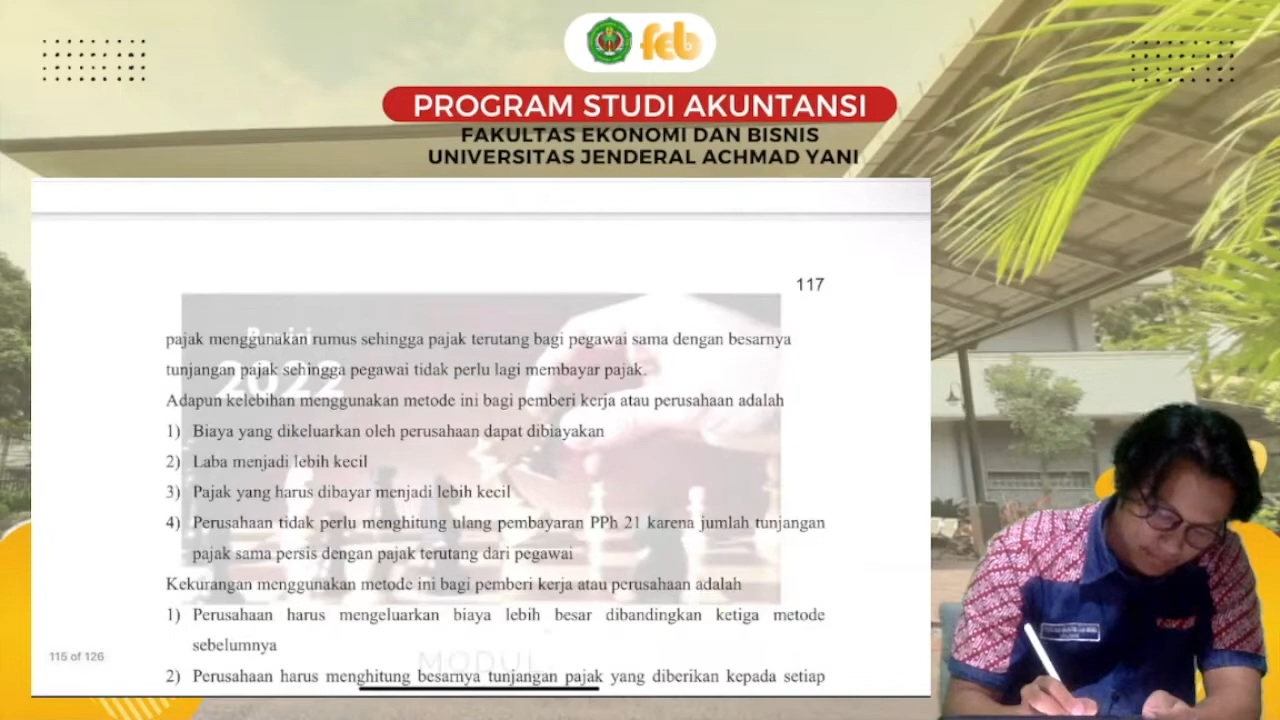 feb
PROGRAM STUDI AKUNTANSI
FAKULTAS EKONOMI DAN BISNIS
UNIVERSITAS JENDERAL ACHMAD YANI
117
Revisi
2022
pajak menggunakan rumus sehingga pajak terutang bagi pegawai sama dengan besarnya
tunjangan pajak sehingga pegawai tidak perlu lagi membayar pajak.
Adapun kelebihan menggunakan metode ini bagi pemberi kerja atau perusahaan adalah
1) Biaya yang dikeluarkan oleh perusahaan dapat dibiayakan
2) Laba menjadi lebih kecil
3) Pajak yang harus dibayar menjadi lebih kecil
4) Perusahaan tidak perlu menghitung ulang pembayaran PPh 21 karena jumlah tunjangan
pajak sama persis dengan pajak terutang dari pegawai
Kekurangan menggunakan metode ini bagi pemberi kerja atau perusahaan adalah
1) Perusahaan harus mengeluarkan biaya lebih besar dibandingkan ketiga metode
sebelumnya
115 of 126
MODUL
2) Perusahaan harus menghitung besarnya tunjangan pajak yang diberikan kepada setiap